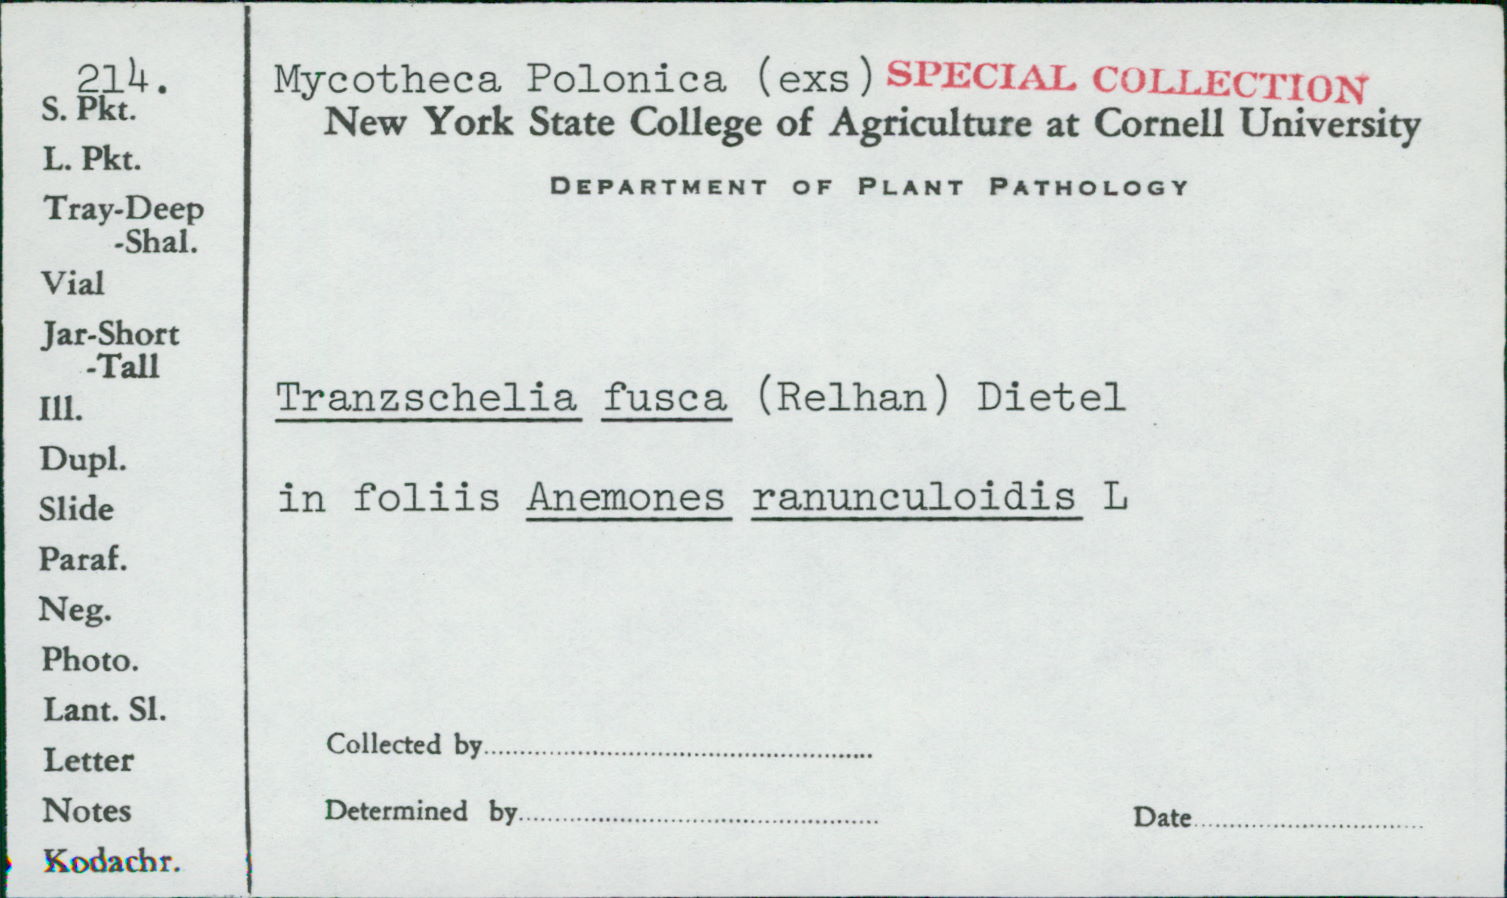 214.
S. Pkt.
L. Pkt.
Tray-Deep
-Shal.
Vial
Jar-Short
-Tall
Ill.
Dupl.
Slide
Paraf.
Neg.
Photo.
Lant. Sl.
Letter
Notes
Kodachr.
Mycotheca Polonica (exs) SPECIAL COLLECTION
New York State College of Agriculture at Cornell University
DEPARTMENT OF PLANT PATHOLOGY
Tranzschelia fusca (Relhan) Dietel
in foliis Anemones ranunculoidis L
Collected by
Determined by
Date